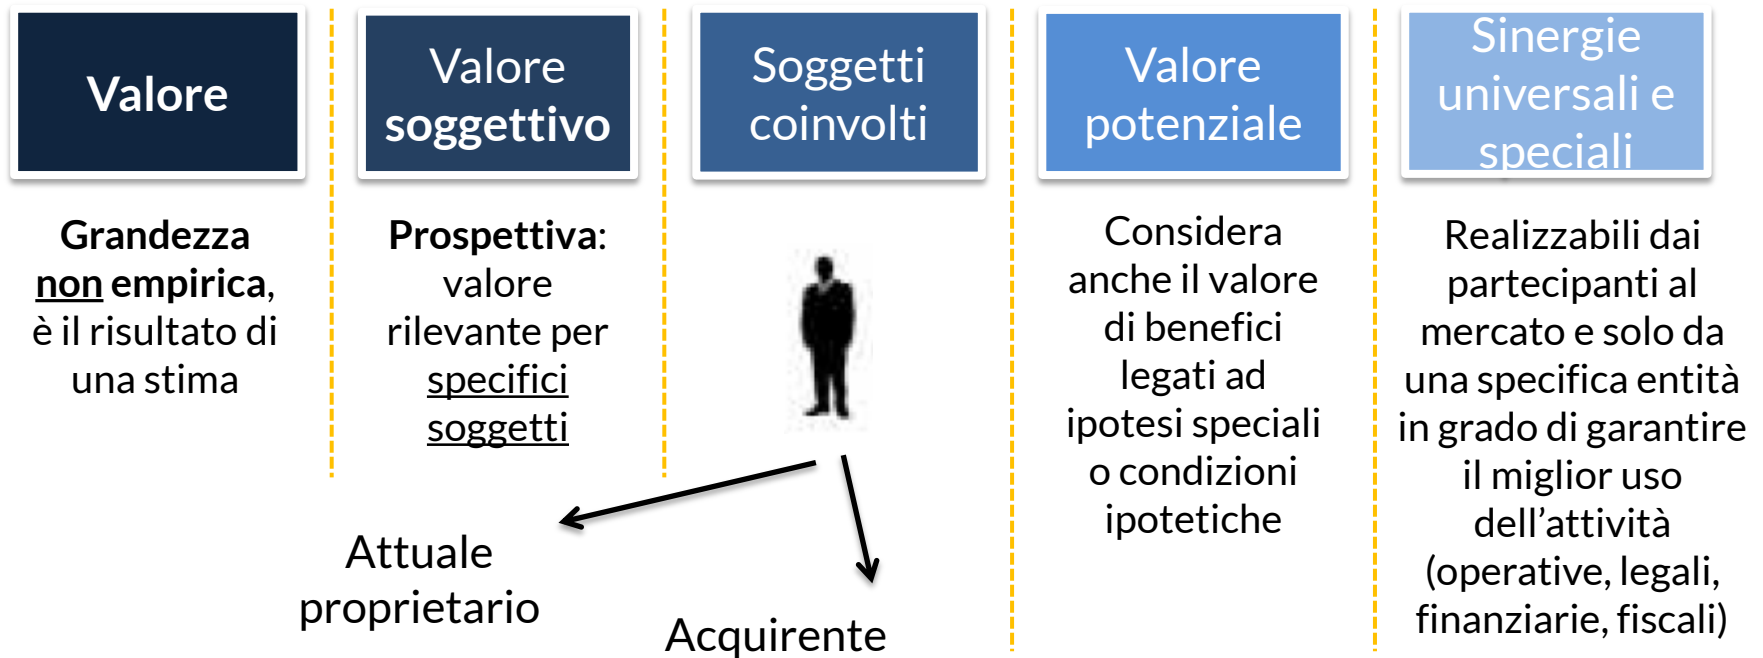 Valore
Grandezza
non empirica,
è il risultato di
una stima
Valore
soggettivo
Prospettiva:
valore
rilevante per
specifici
soggetti
Soggetti
coinvolti
Attuale
proprietario
Acquirente
Valore
potenziale
Considera
anche il valore
di benefici
legati ad
ipotesi speciali
o condizioni
ipotetiche
Sinergie
universali e
speciali
Realizzabili dai
partecipanti al
mercato e solo da
una specifica entità
in grado di garantire
il miglior uso
dell’attività
(operative, legali,
finanziarie, fiscali)